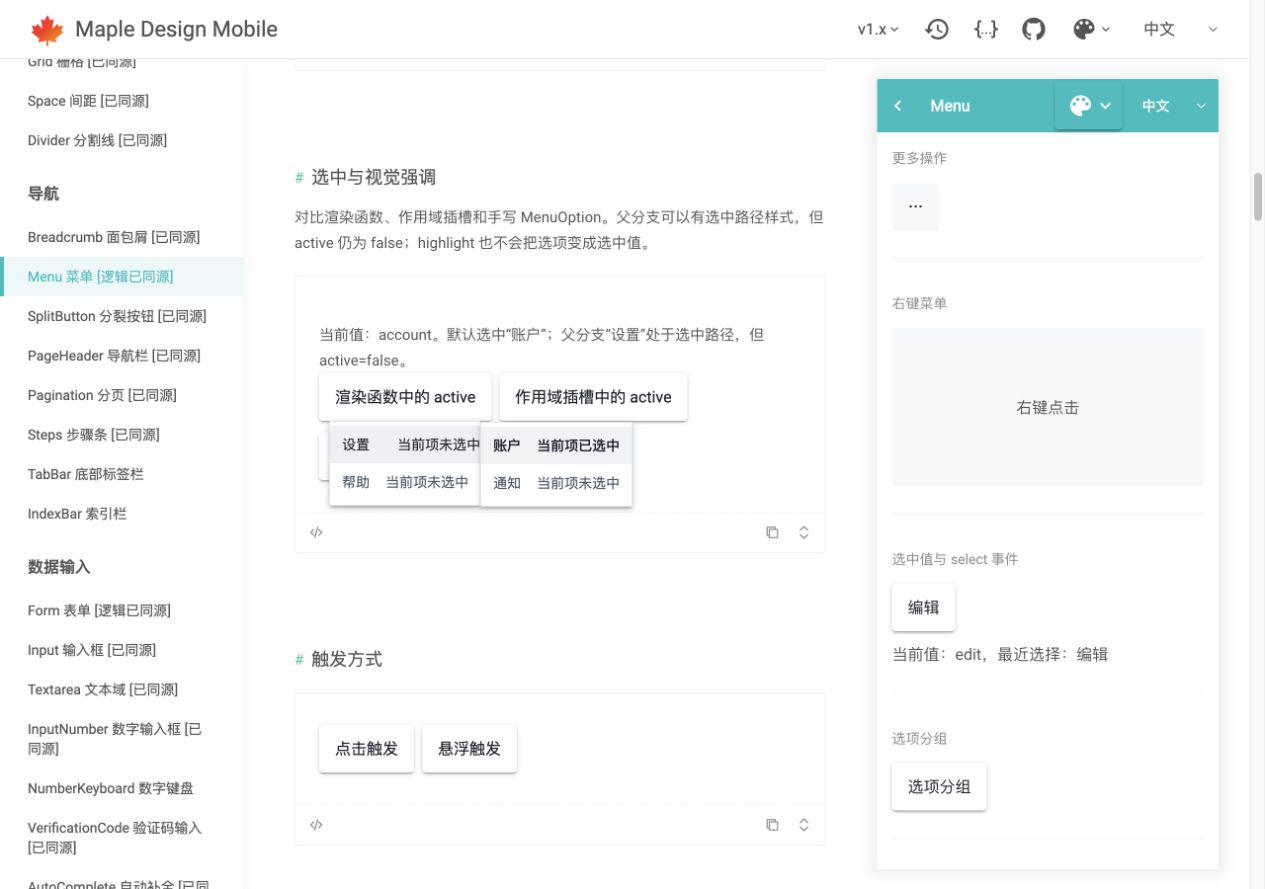 Maple Design Mobile
v1.x
{...}
中文
Grid 栅格 [已同源]
Space 间距 [已同源]
Divider 分割线 [已同源]
导航
Breadcrumb 面包屑 [已同源]
Menu 菜单 [逻辑已同源]
SplitButton 分裂按钮 [已同源]
PageHeader 导航栏 [已同源]
Pagination 分页 [已同源]
Steps 步骤条 [已同源]
TabBar 底部标签栏
IndexBar 索引栏
数据输入
Form 表单 [逻辑已同源]
Input 输入框 [已同源]
Textarea 文本域 [已同源]
InputNumber 数字输入框 [已
同源]
NumberKeyboard 数字键盘
VerificationCode 验证码输入
[已同源]
AutoComplete 自动补全 [已同
# 选中与视觉强调
对比渲染函数、作用域插槽和手写 MenuOption。父分支可以有选中路径样式，但
active 仍为 false；highlight 也不会把选项变成选中值。
当前值：account。默认选中“账户”；父分支“设置”处于选中路径，但
active=false。
渲染函数中的 active
作用域插槽中的 active
设置 当前项未选中
帮助 当前项未选中
账户 当前项已选中
通知 当前项未选中
# 触发方式
点击触发
悬浮触发
Menu
中文
更多操作
...
右键菜单
右键点击
选中值与 select 事件
编辑
当前值：edit，最近选择：编辑
选项分组
选项分组